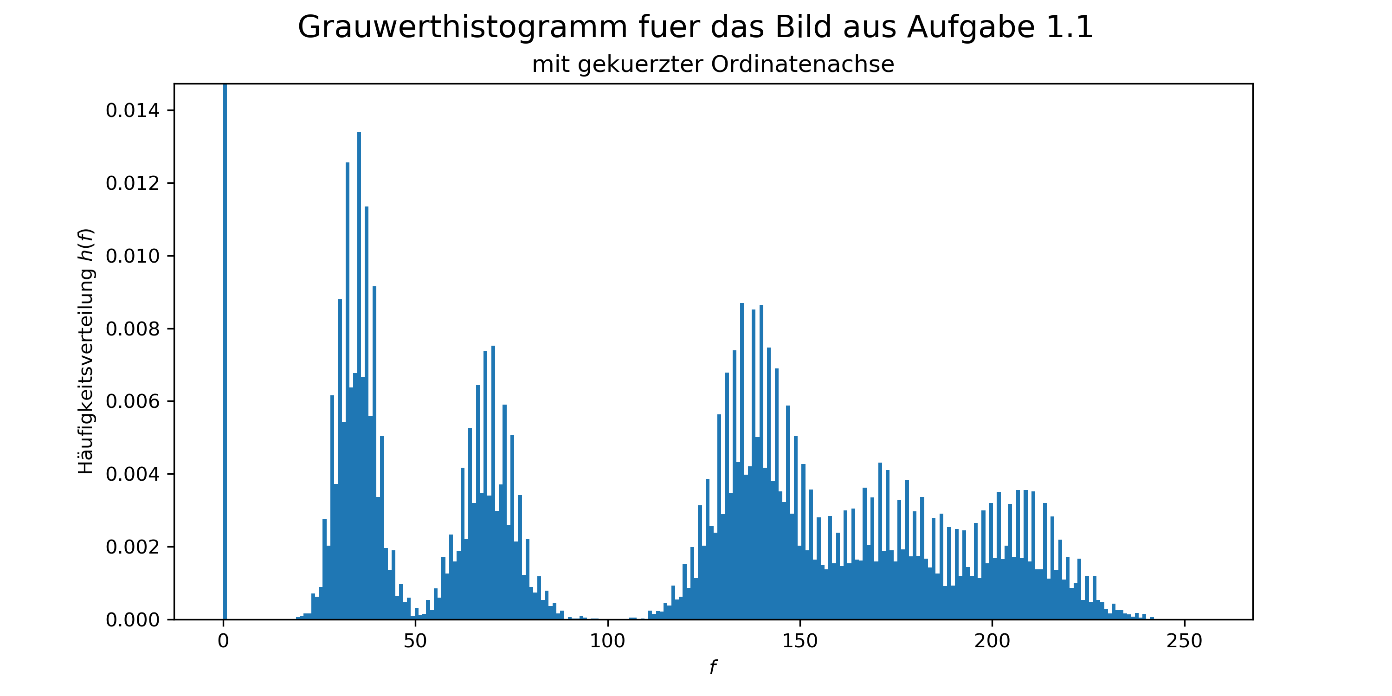 Grauwerthistogramm fuer das Bild aus Aufgabe 1.1
mit gekuerzter Ordinatenachse
Häufigkeitsverteilung h(f)
0.014
0.012
0.010
0.008
0.006
0.004
0.002
0.000
0 50 100 150 200 250
f